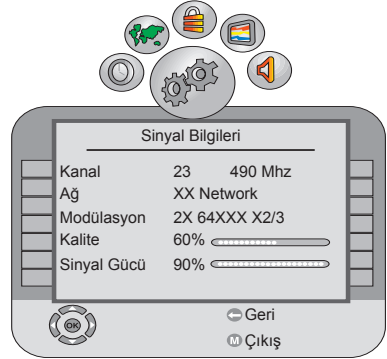 Sinyal Bilgileri
Kanal 23 490 Mhz
Ağ XX Network
Modülasyon 2X 64XXX X2/3
Kalite 60%
Sinyal Gücü 90%
OK Geri
M Çıkış